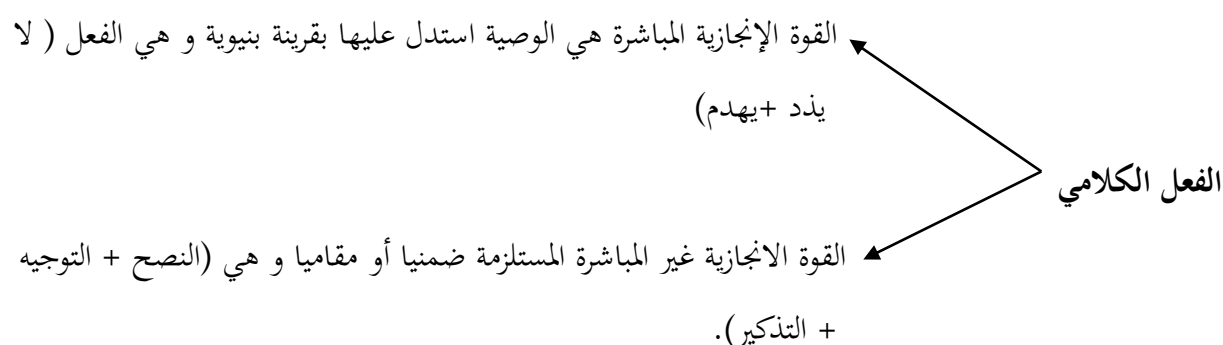 القوة الإنجازية المباشرة هي الوصية استدل عليها بقرينة بنيوية و هي الفعل ( لا
يذد +يهدم)
الفعل الكلامي
القوة الانجازية غير المباشرة المستلزمة ضمنيا أو مقاميا و هي (النصح + التوجيه
+ التذكير).